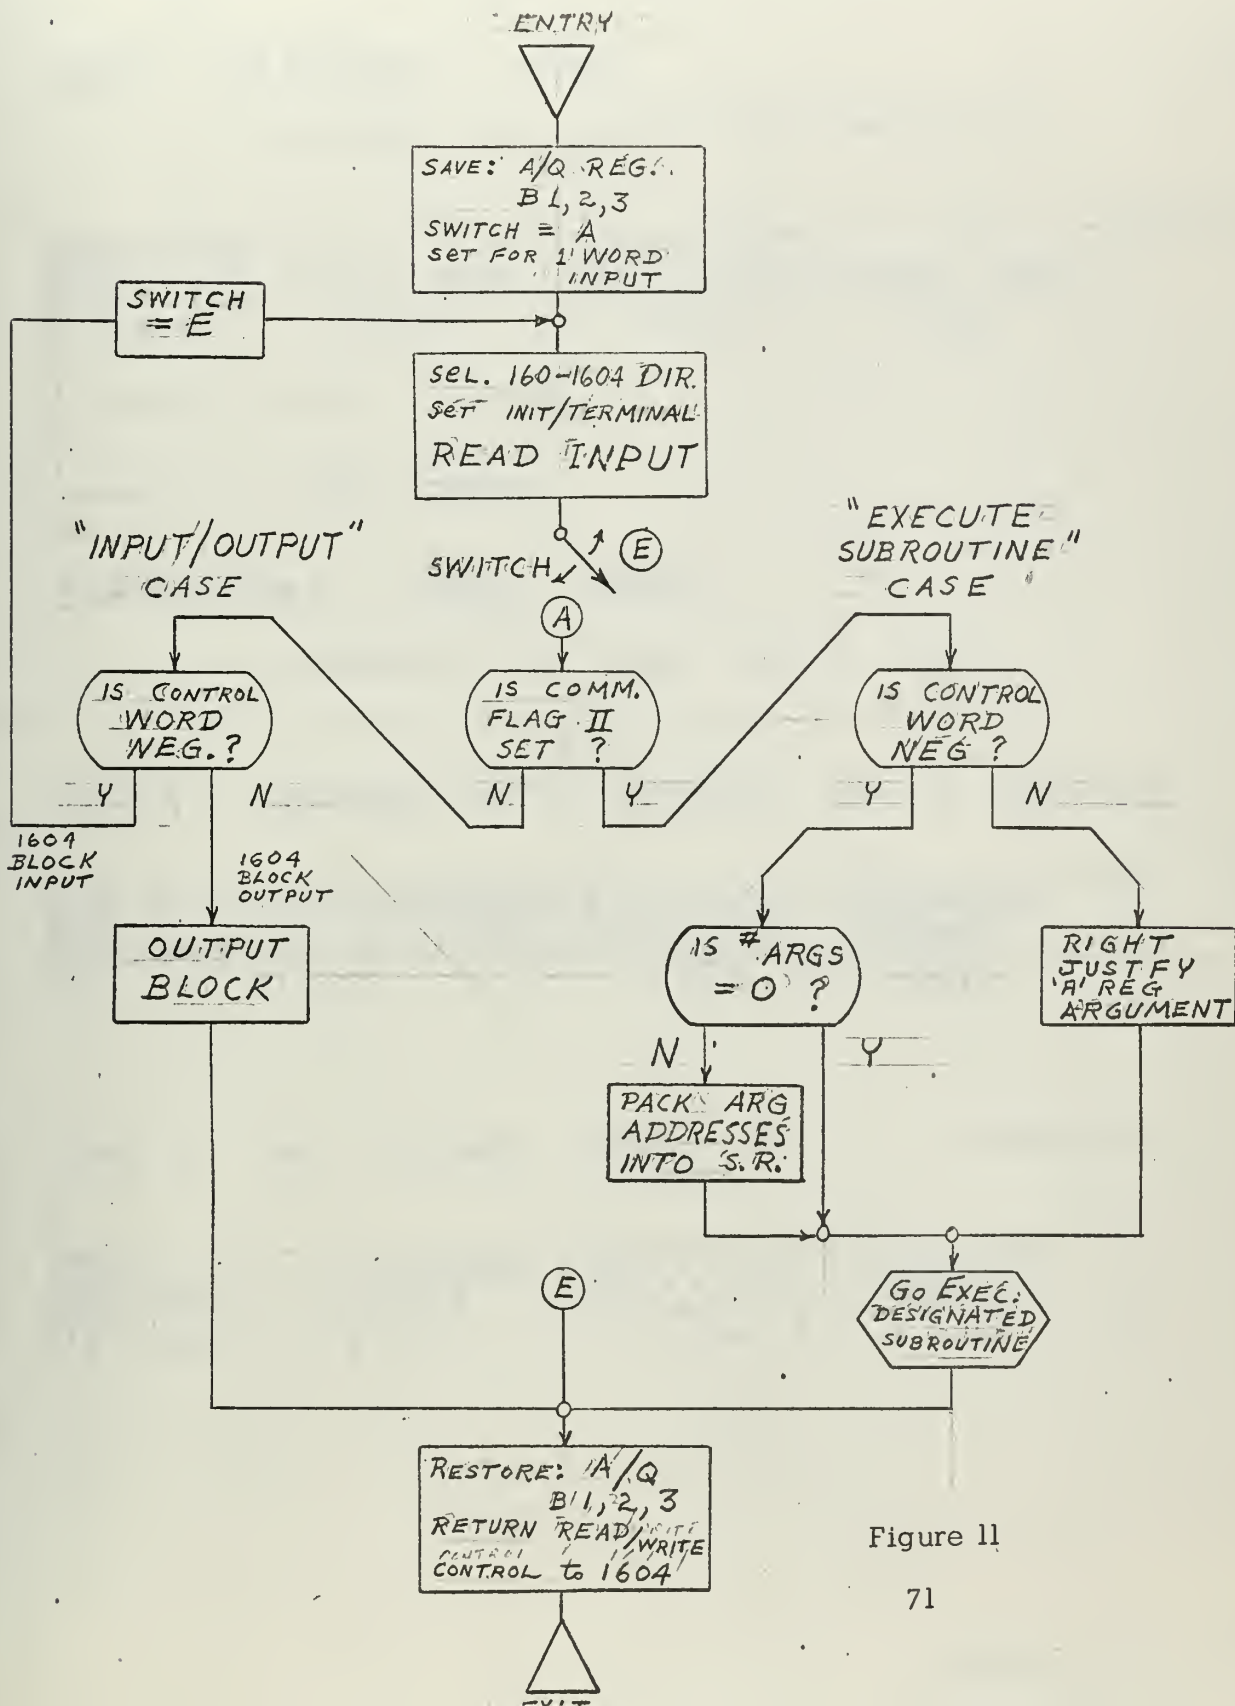 ENTRY
SAVE: A/Q REG.
B 1, 2, 3
SWITCH = A
SET FOR 1 WORD
INPUT
SWITCH
= E
SEL. 160-1604 DIR.
SET INIT/TERMINAL
READ INPUT
"INPUT/OUTPUT"
CASE
SWITCH
E
"EXECUTE
SUBROUTINE"
CASE
A
IS CONTROL
WORD
NEG.?
IS COMM.
FLAG II
SET ?
IS CONTROL
WORD
NEG ?
Y
N
N
Y
Y
N
1604
BLOCK
INPUT
1604
BLOCK
OUTPUT
OUTPUT
BLOCK
IS # ARGS
= 0 ?
RIGHT
JUSTFY
'A' REG
ARGUMENT
N
Y
PACK ARG
ADDRESSES
INTO S.R.
E
GO EXEC.
DESIGNATED
SUBROUTINE
RESTORE: A/Q
B 1, 2, 3
RETURN READ/WRITE
CONTROL to 1604
Figure 11
71
EXIT